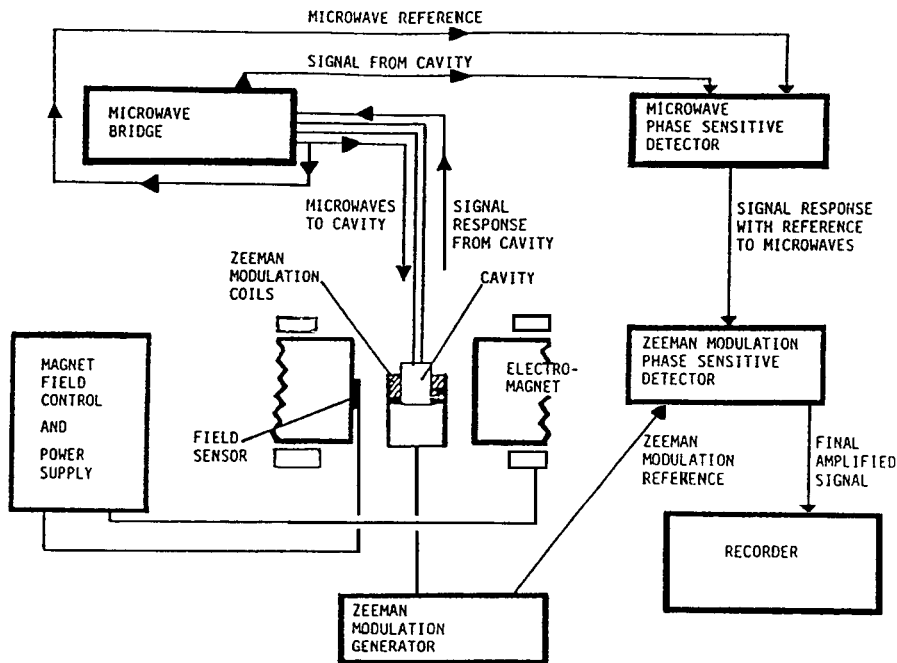 MICROWAVE REFERENCE
SIGNAL FROM CAVITY
MICROWAVE
BRIDGE
MICROWAVE
PHASE SENSITIVE
DETECTOR
MICROWAVES
TO CAVITY
SIGNAL
RESPONSE
FROM CAVITY
SIGNAL RESPONSE
WITH REFERENCE
TO MICROWAVES
ZEEMAN
MODULATION
COILS
CAVITY
MAGNET
FIELD
CONTROL
AND
POWER
SUPPLY
FIELD
SENSOR
ELECTRO-
MAGNET
ZEEMAN MODULATION
PHASE SENSITIVE
DETECTOR
ZEEMAN
MODULATION
REFERENCE
FINAL
AMPLIFIED
SIGNAL
RECORDER
ZEEMAN
MODULATION
GENERATOR